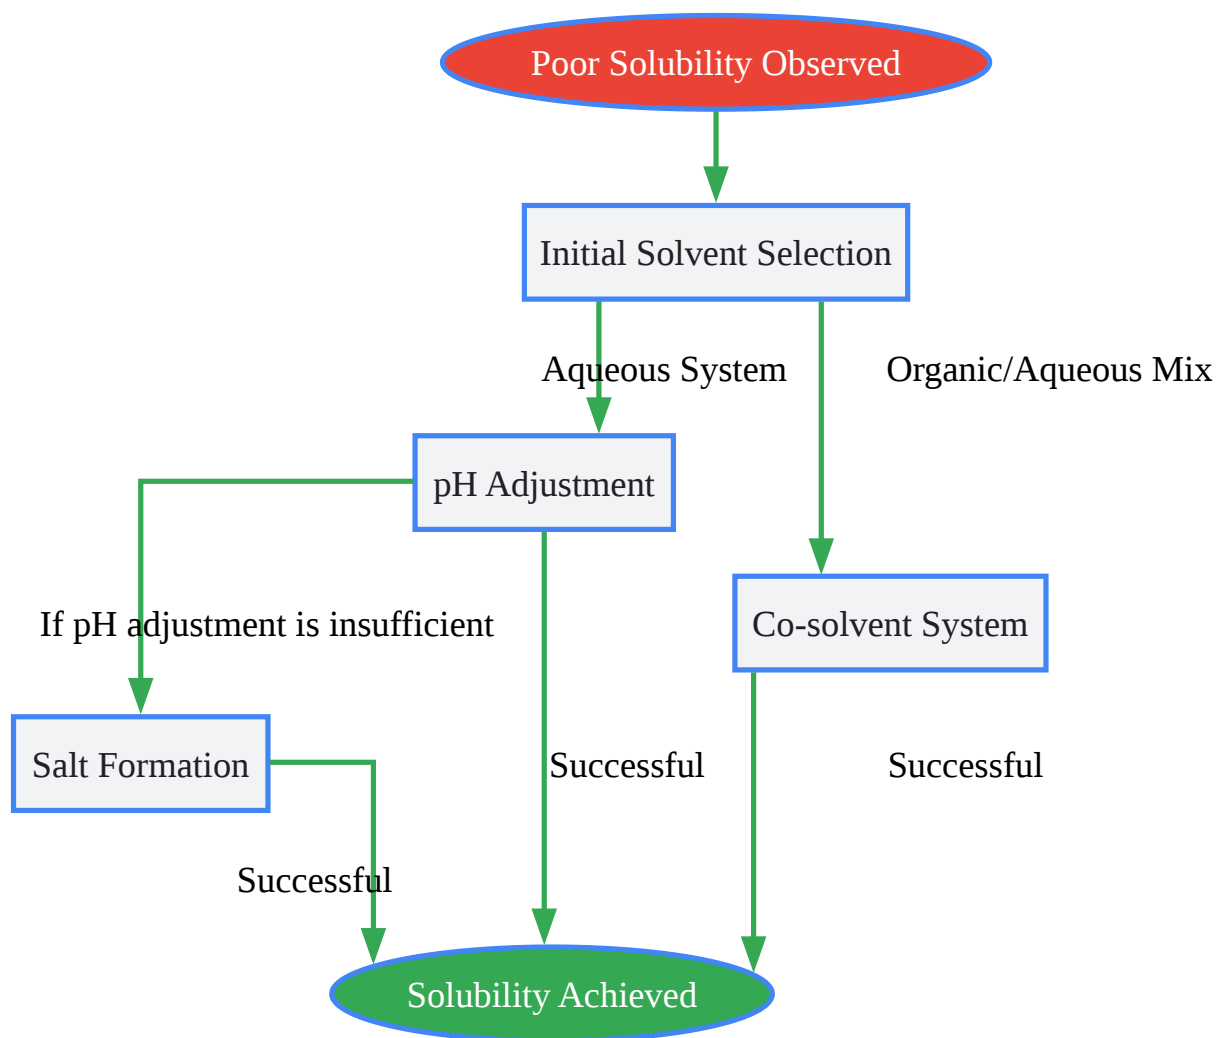 Poor Solubility Observed
Initial Solvent Selection
Aqueous System
Organic/Aqueous Mix
pH Adjustment
If pH adjustment is insufficient
Co-solvent System
Salt Formation
Successful
Successful
Successful
Solubility Achieved